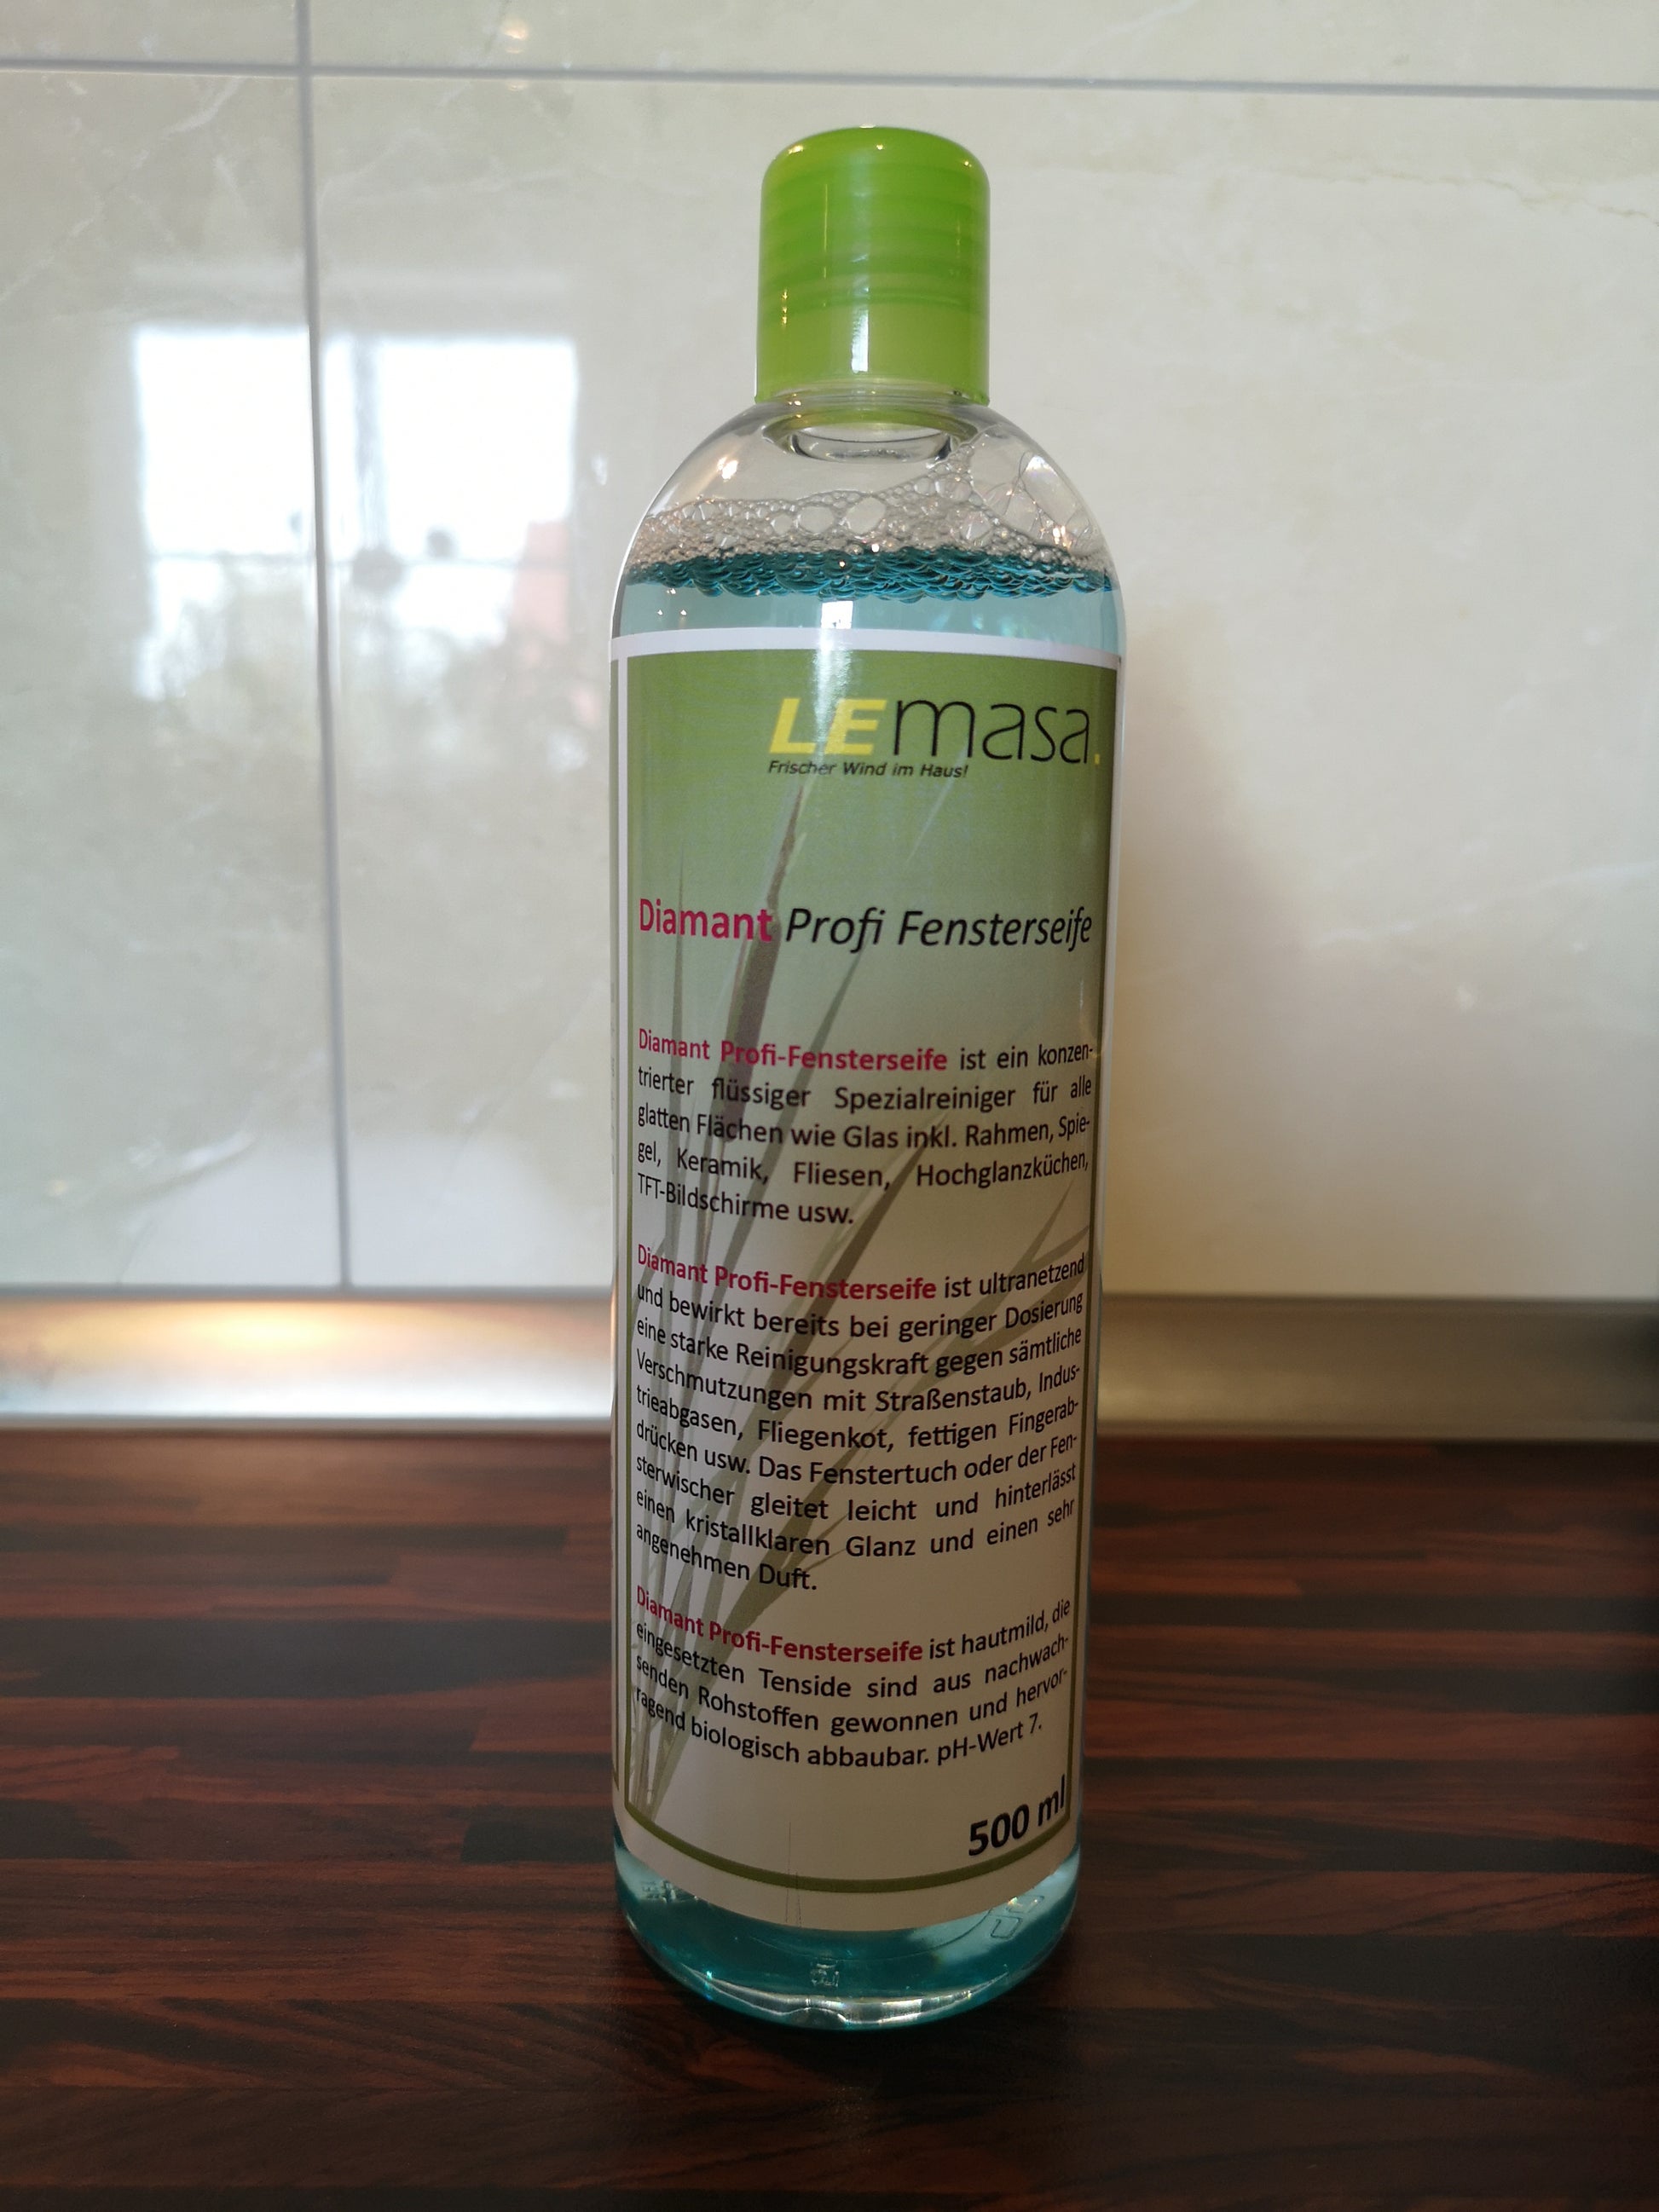 LEmasa.
Frischer Wind im Haus!
Diamant Profi Fensterseife
Diamant Profi-Fensterseife ist ein konzen-
trierter flüssiger Spezialreiniger für alle
glatten Flächen wie Glas inkl. Rahmen, Spie-
gel, Keramik, Fliesen, Hochglanzküchen,
TFT-Bildschirme usw.
Diamant Profi-Fensterseife ist ultranetzend
und bewirkt bereits bei geringer Dosierung
eine starke Reinigungskraft gegen sämtliche
Verschmutzungen mit Straßenstaub, Indus-
trieabgasen, Fliegenkot, fettigen Fingerab-
drücken usw. Das Fenstertuch oder der Fen-
sterwischer gleitet leicht und hinterlässt
einen kristallklaren Glanz und einen sehr
angenehmen Duft.
Diamant Profi-Fensterseife ist hautmild, die
eingesetzten Tenside sind aus nachwach-
senden Rohstoffen gewonnen und hervor-
ragend biologisch abbaubar. pH-Wert 7.
500 ml